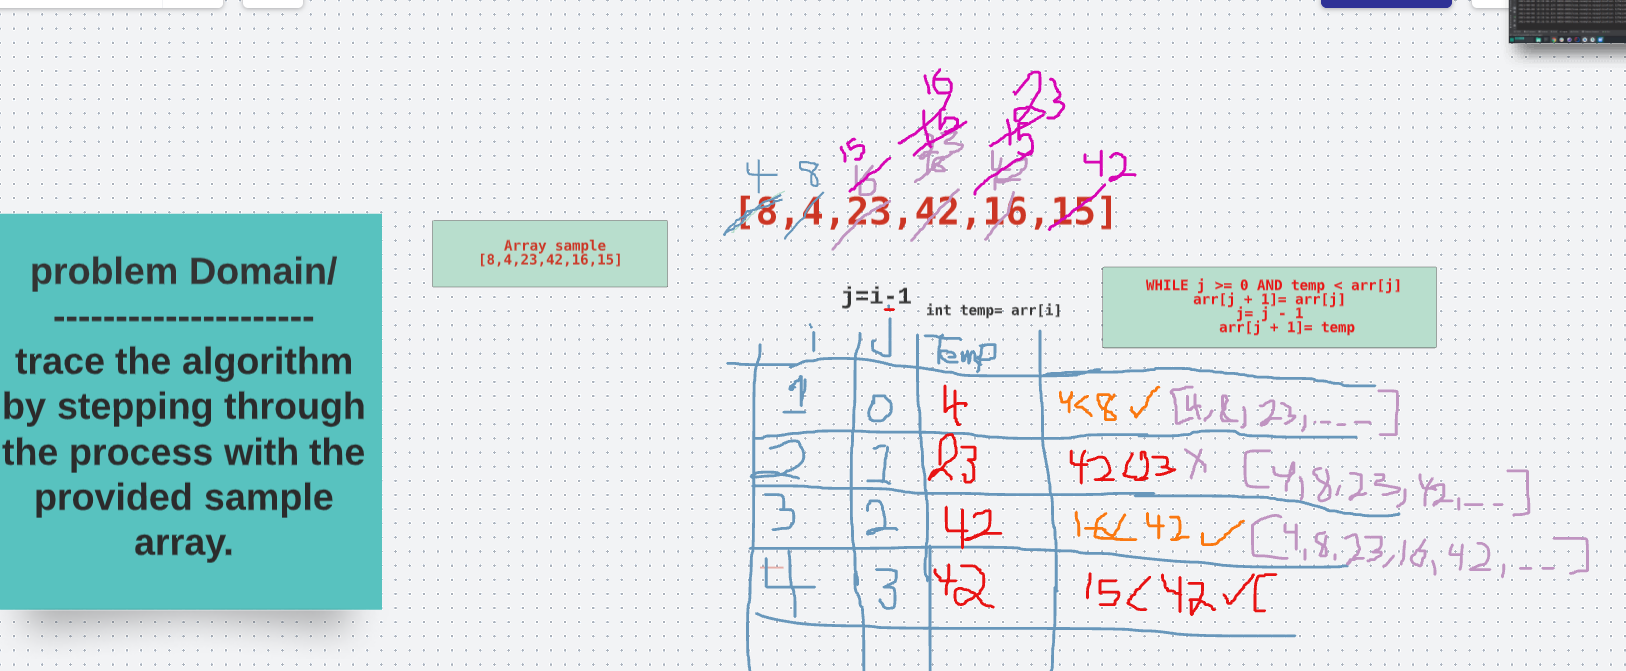 problem Domain/
---------------------
trace the algorithm
by stepping through
the process with the
provided sample
array.
Array sample
[8,4,23,42,16,15]
16
23
15
15
15
23
4 8 16 16 42 42
[8,4,23,42,16,15]
j=i-1
int temp= arr[i]
WHILE j >= 0 AND temp < arr[j]
arr[j + 1]= arr[j]
j= j - 1
arr[j + 1]= temp
i J Temp
1 0 4 4<8 ✓ [4,8,23,.---]
2 1 23 42<23 X [4,8,23,42,--]
3 2 42 16<42 ✓ [4,8,23,16,42,--]
4 3 42 15<42 ✓ [